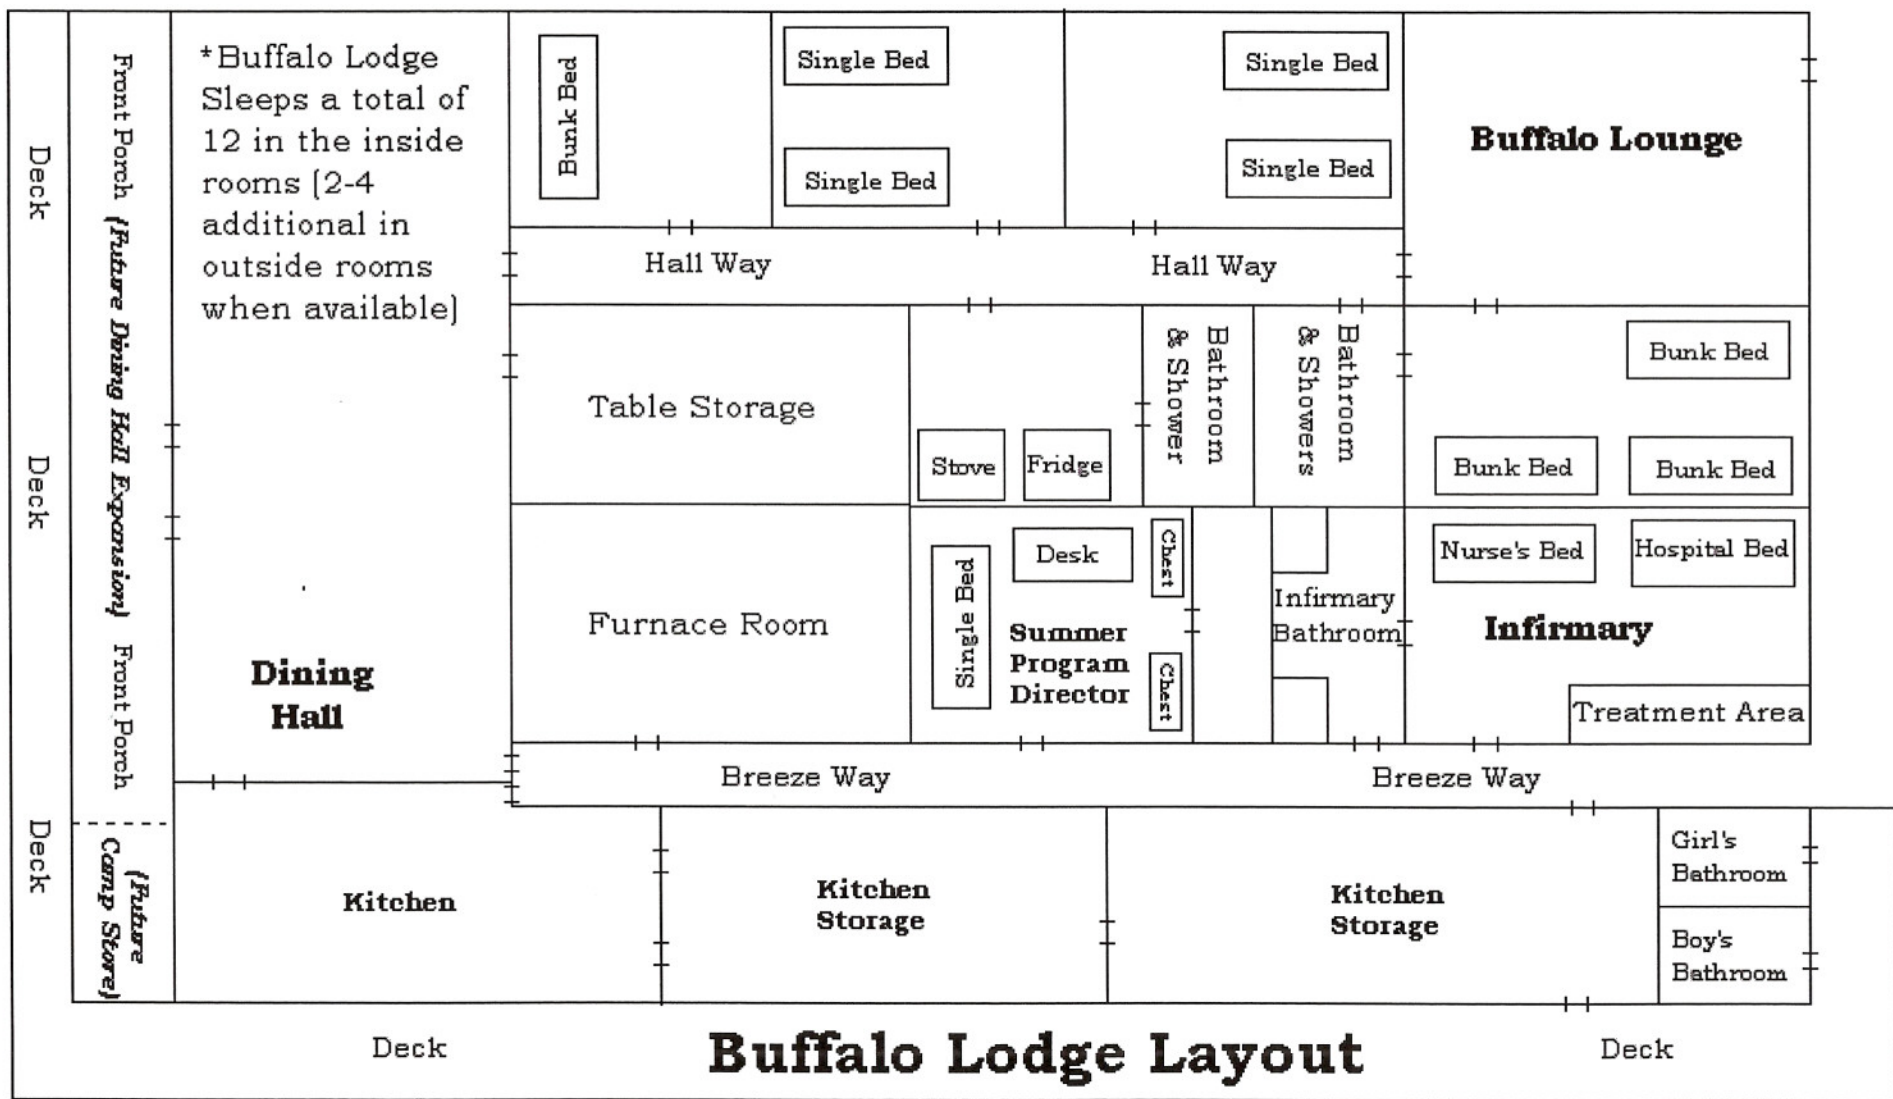 Deck
Deck
Deck
Front Porch (Future Dining Hall Expansion) Front Porch
(Future
Camp Store)
*Buffalo Lodge
Sleeps a total of
12 in the inside
rooms (2-4
additional in
outside rooms
when available)
Dining
Hall
Bunk Bed
Single Bed
Single Bed
Single Bed
Single Bed
Buffalo Lounge
Hall Way
Hall Way
Table Storage
Stove
Fridge
Bathroom
& Shower
Bathroom
& Showers
Bunk Bed
Bunk Bed
Bunk Bed
Furnace Room
Single Bed
Desk
Chest
Summer
Program
Director
Chest
Infirmary
Bathroom
Nurse's Bed
Hospital Bed
Infirmary
Treatment Area
Breeze Way
Breeze Way
Kitchen
Kitchen
Storage
Kitchen
Storage
Girl's
Bathroom
Boy's
Bathroom
Deck
Buffalo Lodge Layout
Deck